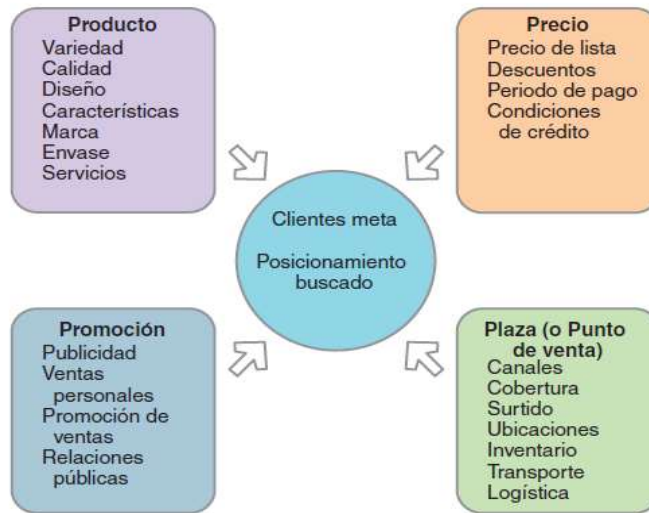 Producto
Variedad
Calidad
Diseño
Características
Marca
Envase
Servicios
Precio
Precio de lista
Descuentos
Periodo de pago
Condiciones
de crédito
Clientes meta
Posicionamiento
buscado
Promoción
Publicidad
Ventas
personales
Promoción de
ventas
Relaciones
públicas
Plaza (o Punto
de venta)
Canales
Cobertura
Surtido
Ubicaciones
Inventario
Transporte
Logística